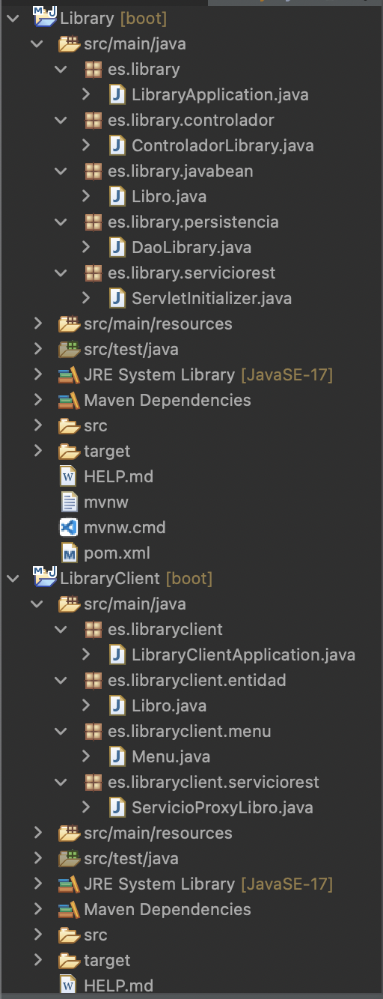 Library [boot]
src/main/java
es.library
LibraryApplication.java
es.library.controlador
ControladorLibrary.java
es.library.javabean
Libro.java
es.library.persistencia
DaoLibrary.java
es.library.serviciorest
ServletInitializer.java
src/main/resources
src/test/java
JRE System Library [JavaSE-17]
Maven Dependencies
src
target
HELP.md
mvnw
mvnw.cmd
pom.xml
LibraryClient [boot]
src/main/java
es.libraryclient
LibraryClientApplication.java
es.libraryclient.entidad
Libro.java
es.libraryclient.menu
Menu.java
es.libraryclient.serviciorest
ServicioProxyLibro.java
src/main/resources
src/test/java
JRE System Library [JavaSE-17]
Maven Dependencies
src
target
HELP.md